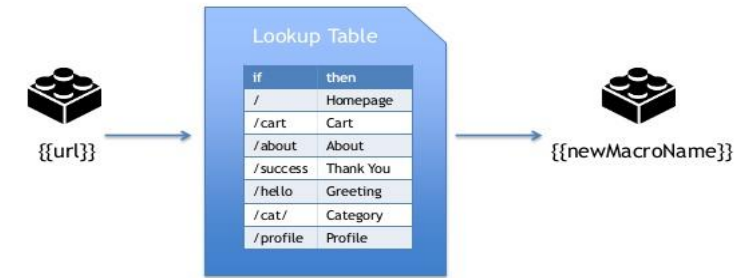 Lookup Table
if then
/ Homepage
/cart Cart
/about About
/success Thank You
/hello Greeting
/cat/ Category
/profile Profile
{{url}}
{{newMacroName}}